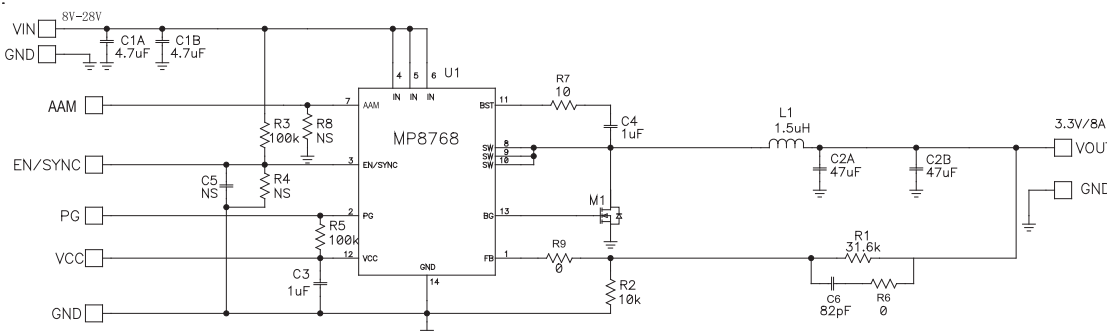 .
8V-28V
VIN
GND
C1A
4.7uF
C1B
4.7uF
4
5
6
U1
IN
IN
IN
AAM
7
AAM
BST
11
R7
10
R3
100k
R8
NS
MP8768
C4
1uF
L1
1.5uH
3.3V/8A
VOUT
SW
8
SW
9
SW
10
EN/SYNC
3
EN/SYNC
C5
NS
R4
NS
C2A
47uF
C2B
47uF
GND
M1
PG
2
PG
BG
13
R5
100k
R1
31.6k
R9
0
VCC
12
VCC
FB
1
GND
14
C3
1uF
R2
10k
C6
82pF
R6
0
GND